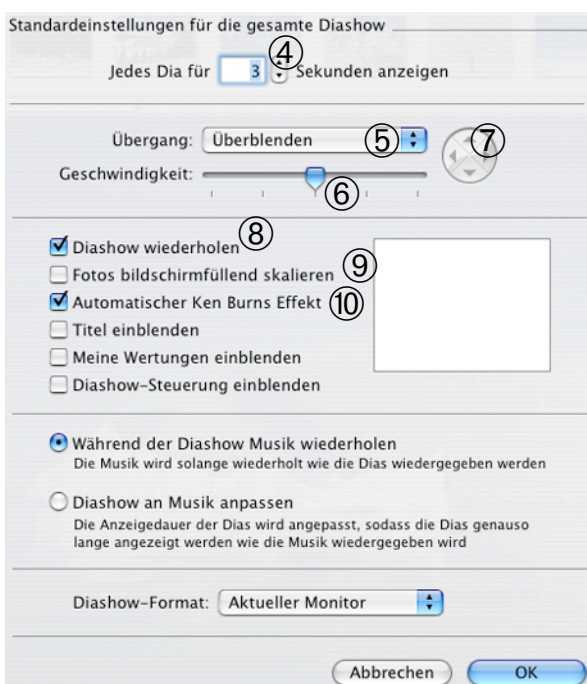 Standardeinstellungen für die gesamte Diashow
④
Jedes Dia für 3 Sekunden anzeigen
Übergang: Überblenden ⑤ ⑦
Geschwindigkeit: ⑥
Diashow wiederholen ⑧
Fotos bildschirmfüllend skalieren ⑨
Automatischer Ken Burns Effekt ⑩
Titel einblenden
Meine Wertungen einblenden
Diashow-Steuerung einblenden
Während der Diashow Musik wiederholen
Die Musik wird solange wiederholt wie die Dias wiedergegeben werden
Diashow an Musik anpassen
Die Anzeigedauer der Dias wird angepasst, sodass die Dias genauso
lange angezeigt werden wie die Musik wiedergegeben wird
Diashow-Format: Aktueller Monitor
Abbrechen OK